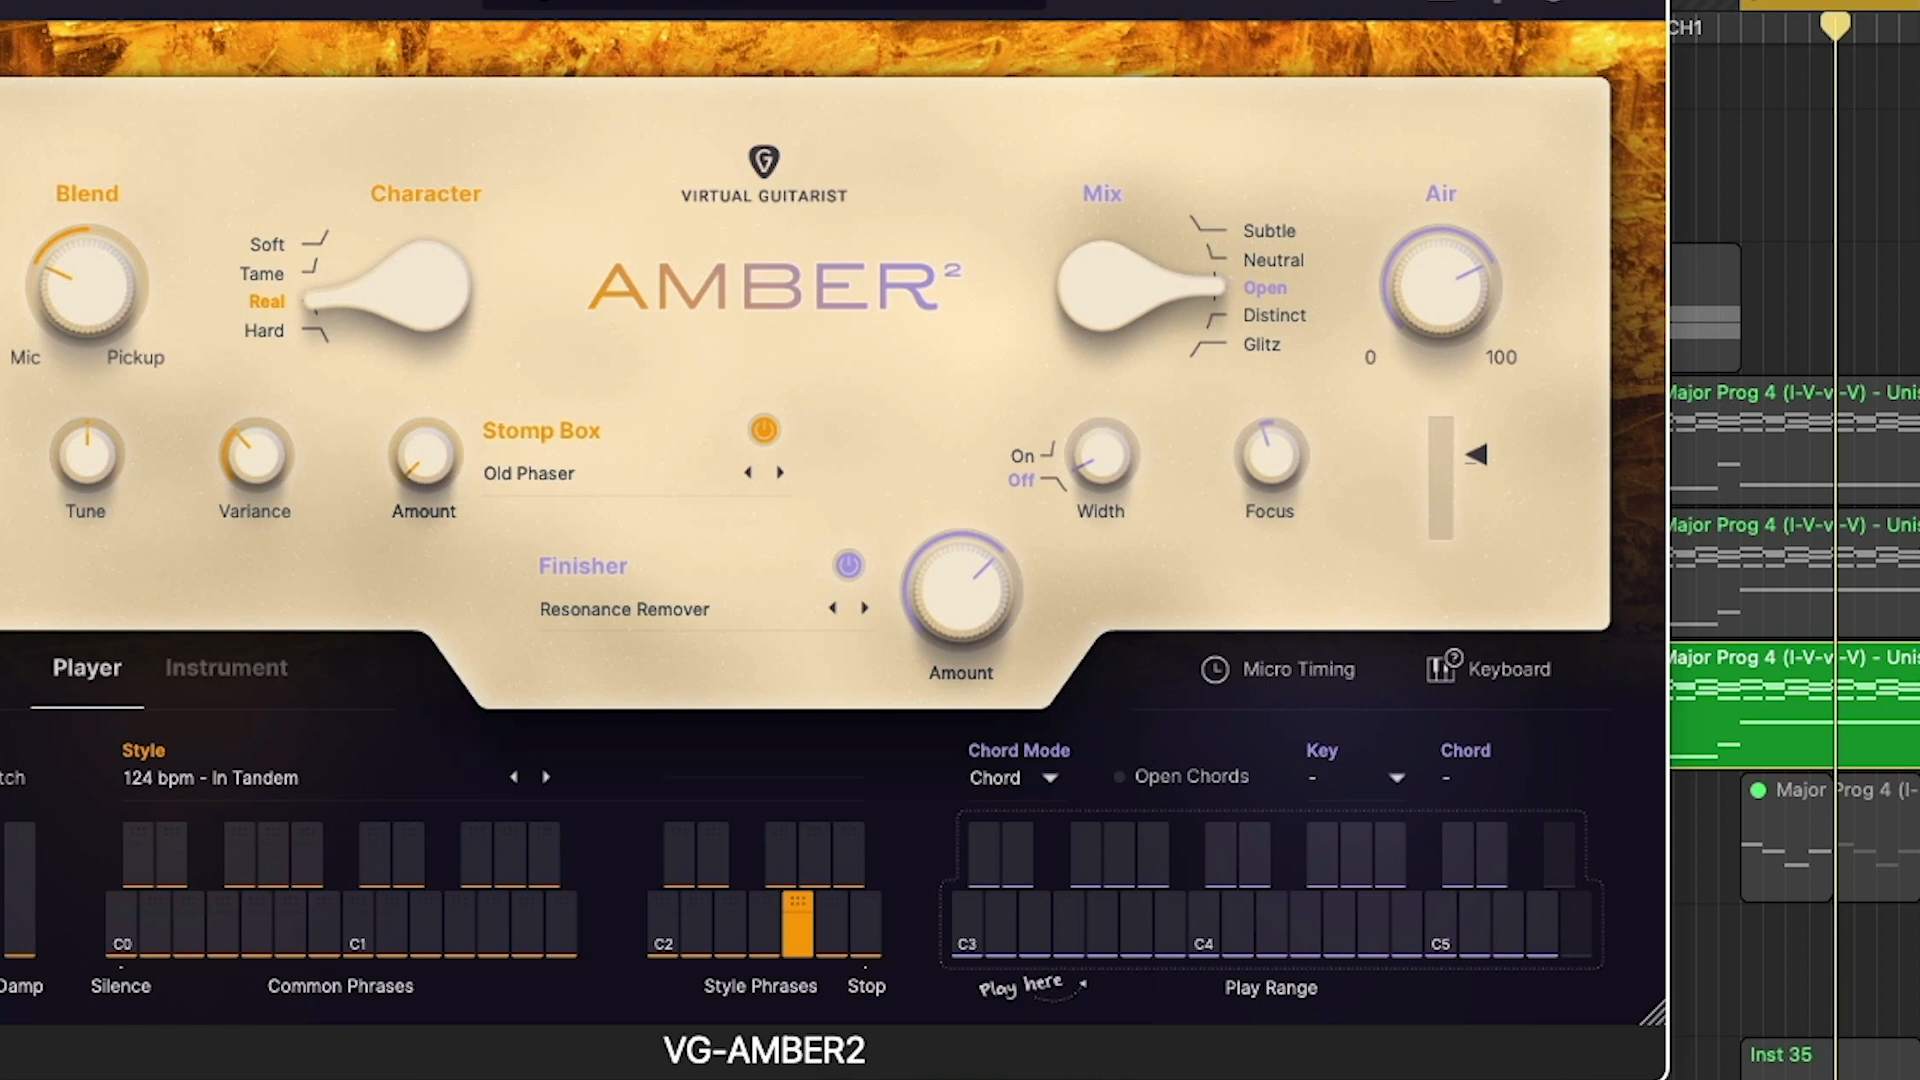 CH1
VIRTUAL GUITARIST
Blend
Character
Mix
Air
Soft
Tame
Real
Hard
AMBER²
Subtle
Neutral
Open
Distinct
Glitz
Mic
Pickup
0
100
Major Prog 4 (I-V-v
-V) - Unis
Stomp Box
Old Phaser
On
Off
Tune
Variance
Amount
Width
Focus
Major Prog 4 (I-V-v
-V) - Unis
Finisher
Resonance Remover
Amount
Player
Instrument
Micro Timing
Keyboard
Major Prog 4 (I-V-v
-V) - Unis
Style
124 bpm - In Tandem
Chord Mode
Chord
Open Chords
Key
-
Chord
-
tch
Major Prog 4 (I-
C0
C1
C2
C3
C4
C5
Damp
Silence
Common Phrases
Style Phrases
Stop
Play here
Play Range
VG-AMBER2
Inst 35